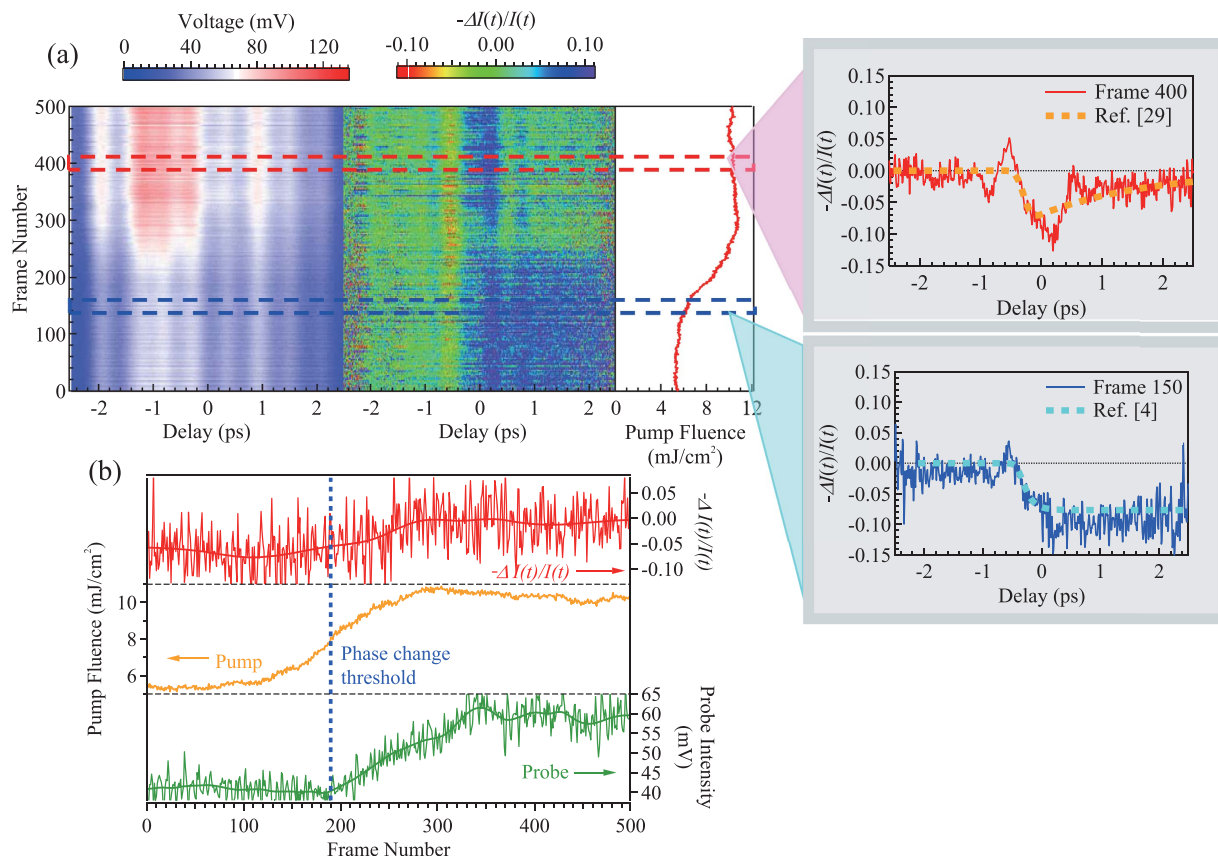 Voltage (mV)
0 40 80 120
-ΔI(t)/I(t)
-0.10 0.00 0.10
(a)
Frame Number
500
400
300
200
100
0
-2 -1 0 1 2
Delay (ps)
-2 -1 0 1 2
Delay (ps)
0 4 8 12
Pump Fluence
(mJ/cm²)
-ΔI(t)/I(t)
0.15
0.10
0.05
0.00
-0.05
-0.10
-0.15
Frame 400
Ref. [29]
-2 -1 0 1 2
Delay (ps)
-ΔI(t)/I(t)
0.15
0.10
0.05
0.00
-0.05
-0.10
-0.15
Frame 150
Ref. [4]
-2 -1 0 1 2
Delay (ps)
(b)
Pump Fluence (mJ/cm²)
10
8
6
0.05
0.00
-0.05
-0.10
-ΔI(t)/I(t)
-ΔI(t)/I(t)
Pump
Phase change
threshold
Probe
65
60
55
50
45
40
Probe Intensity
(mV)
0 100 200 300 400 500
Frame Number